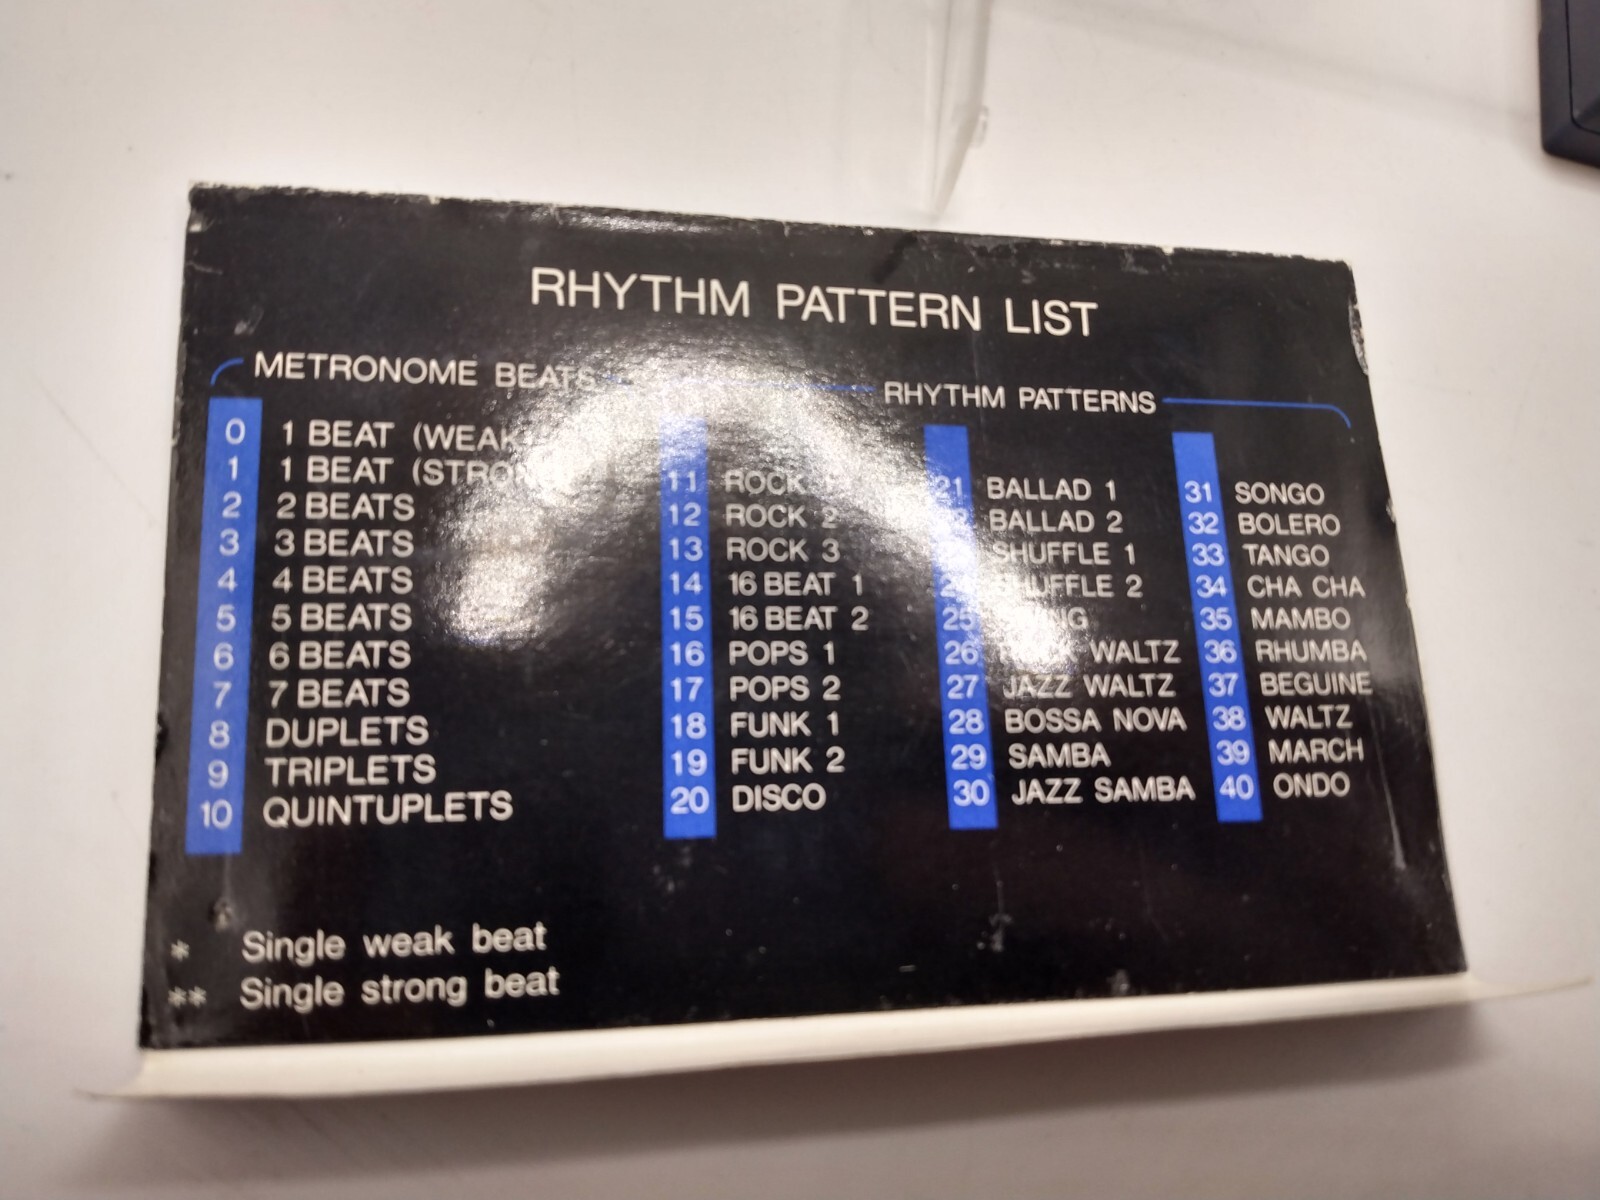 RHYTHM PATTERN LIST
METRONOME BEATS
0 1 BEAT (WEAK
1 1 BEAT (STRONG
2 2 BEATS
3 3 BEATS
4 4 BEATS
5 5 BEATS
6 6 BEATS
7 7 BEATS
8 DUPLETS
9 TRIPLETS
10 QUINTUPLETS
RHYTHM PATTERNS
11 ROCK 1
12 ROCK 2
13 ROCK 3
14 16 BEAT 1
15 16 BEAT 2
16 POPS 1
17 POPS 2
18 FUNK 1
19 FUNK 2
20 DISCO
21 BALLAD 1
22 BALLAD 2
23 SHUFFLE 1
24 SHUFFLE 2
25
26 WALTZ
27 JAZZ WALTZ
28 BOSSA NOVA
29 SAMBA
30 JAZZ SAMBA
31 SONGO
32 BOLERO
33 TANGO
34 CHA CHA
35 MAMBO
36 RHUMBA
37 BEGUINE
38 WALTZ
39 MARCH
40 ONDO
* Single weak beat
** Single strong beat